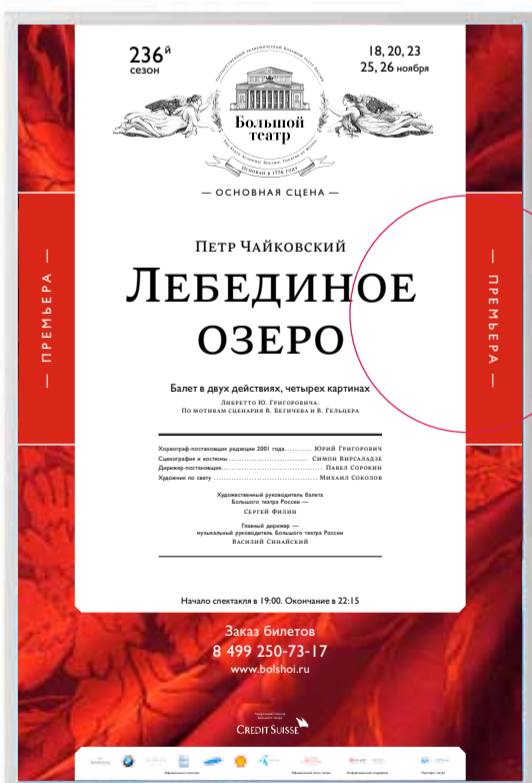 236й
сезон
18, 20, 23
25, 26 ноября
Большой
театр
ОСНОВАН В 1776 ГОДУ
— ОСНОВНАЯ СЦЕНА —
— ПРЕМЬЕРА —
— ПРЕМЬЕРА —
Петр Чайковский
Лебединое
озеро
Балет в двух действиях, четырех картинах
Либретто Ю. Григоровича.
По мотивам сценария В. Бегичева и В. Гельцера
Хореограф-постановщик редакции 2001 года........... Юрий Григорович
Сценография и костюмы .......................... Симон Вирсаладзе
Дирижер-постановщик................................. Павел Сорокин
Художник по свету .................................. Михаил Соколов
Художественный руководитель балета
Большого театра России —
Сергей Филин
Главный дирижер —
музыкальный руководитель Большого театра России
Василий Синайский
Начало спектакля в 19:00. Окончание в 22:15
Заказ билетов
8 499 250-73-17
www.bolshoi.ru
Credit Suisse